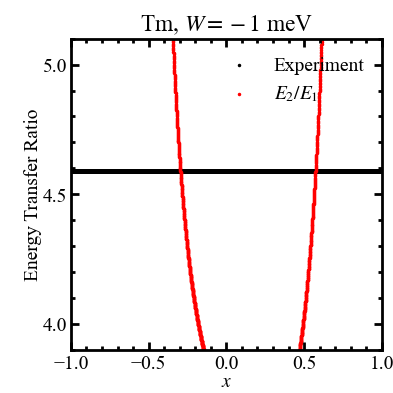 Tm, W = −1 meV
Experiment
E₂/E₁
Energy Transfer Ratio
5.0
4.5
4.0
−1.0 −0.5 0.0 0.5 1.0
x